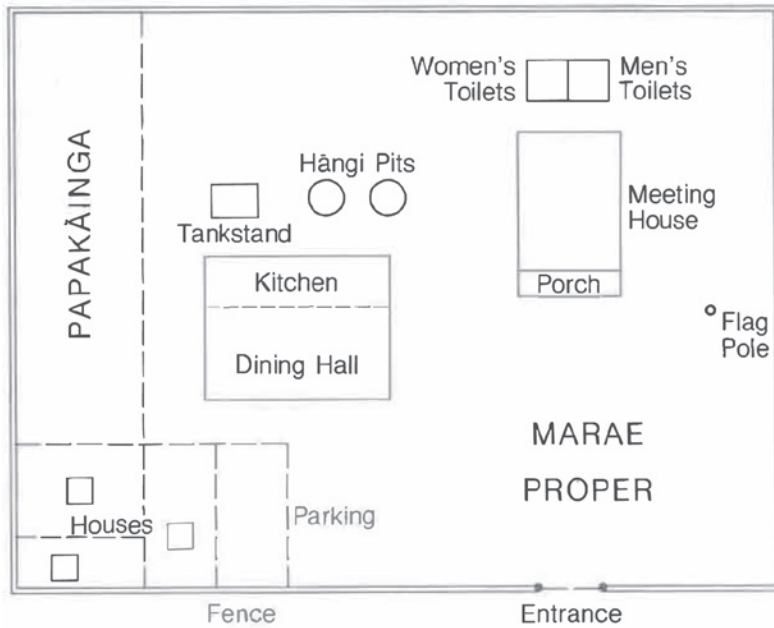 Women's
Toilets
Men's
Toilets
PAPAKĀINGA
Hāngi Pits
Tankstand
Meeting
House
Kitchen
Porch
Flag
Pole
Dining Hall
MARAE
PROPER
Parking
Houses
Fence
Entrance